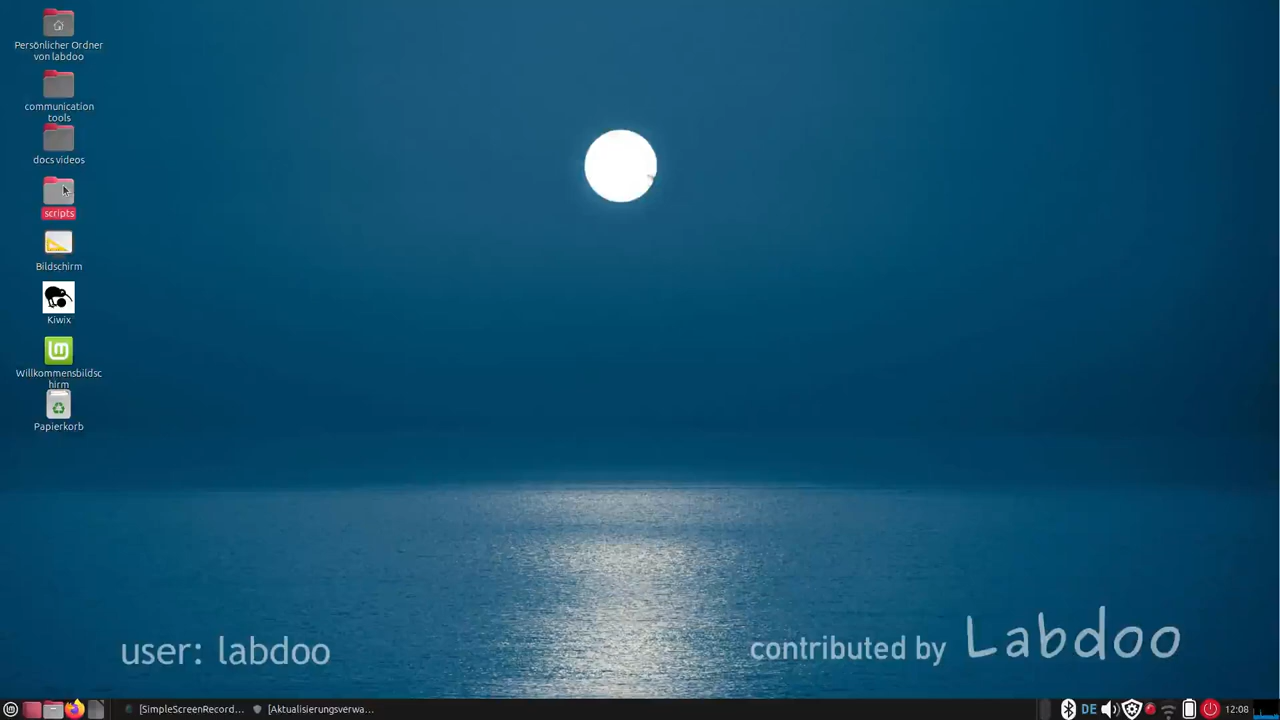 Persönlicher Ordner
von labdoo
communication
tools
docs videos
scripts
Bildschirm
Kiwix
Willkommensbildsc
hirm
Papierkorb
user: labdoo
contributed by Labdoo
[SimpleScreenRecord...
[Aktualisierungsverwa...
DE
12:08